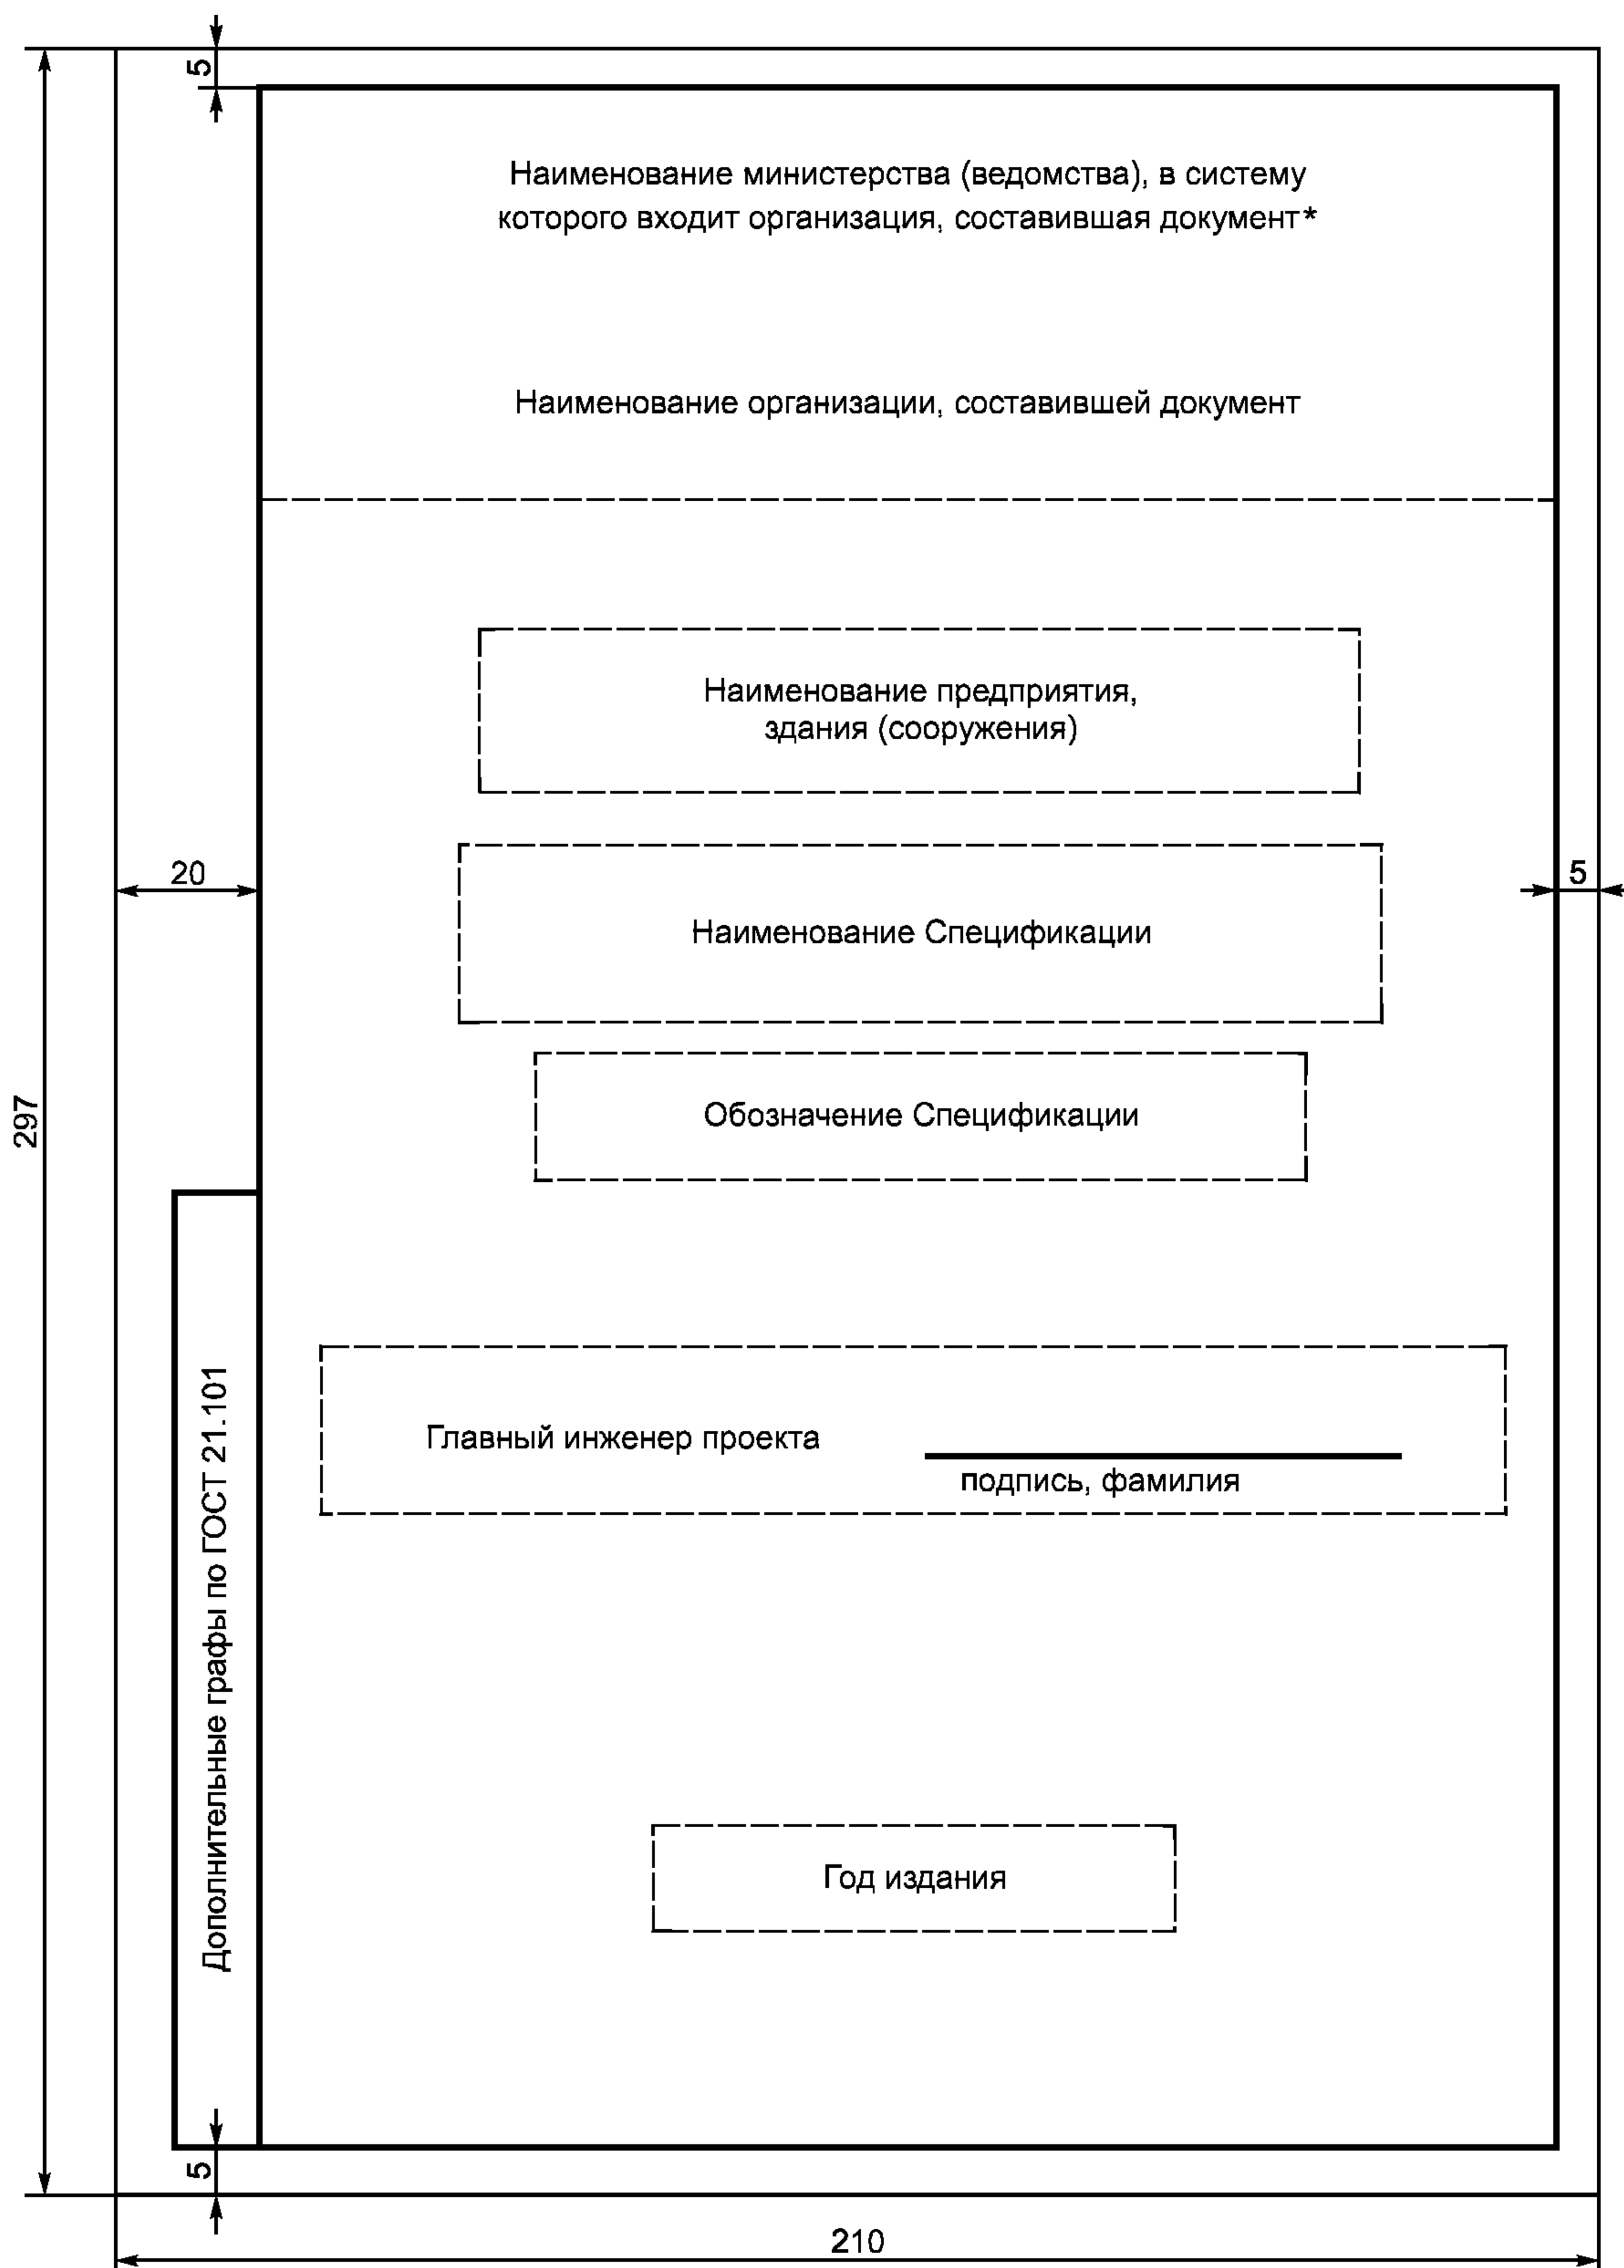 5
Наименование министерства (ведомства), в систему
которого входит организация, составившая документ*
Наименование организации, составившей документ
Наименование предприятия,
здания (сооружения)
20
5
Наименование Спецификации
Обозначение Спецификации
297
Главный инженер проекта
подпись, фамилия
Дополнительные графы по ГОСТ 21.101
Год издания
5
210